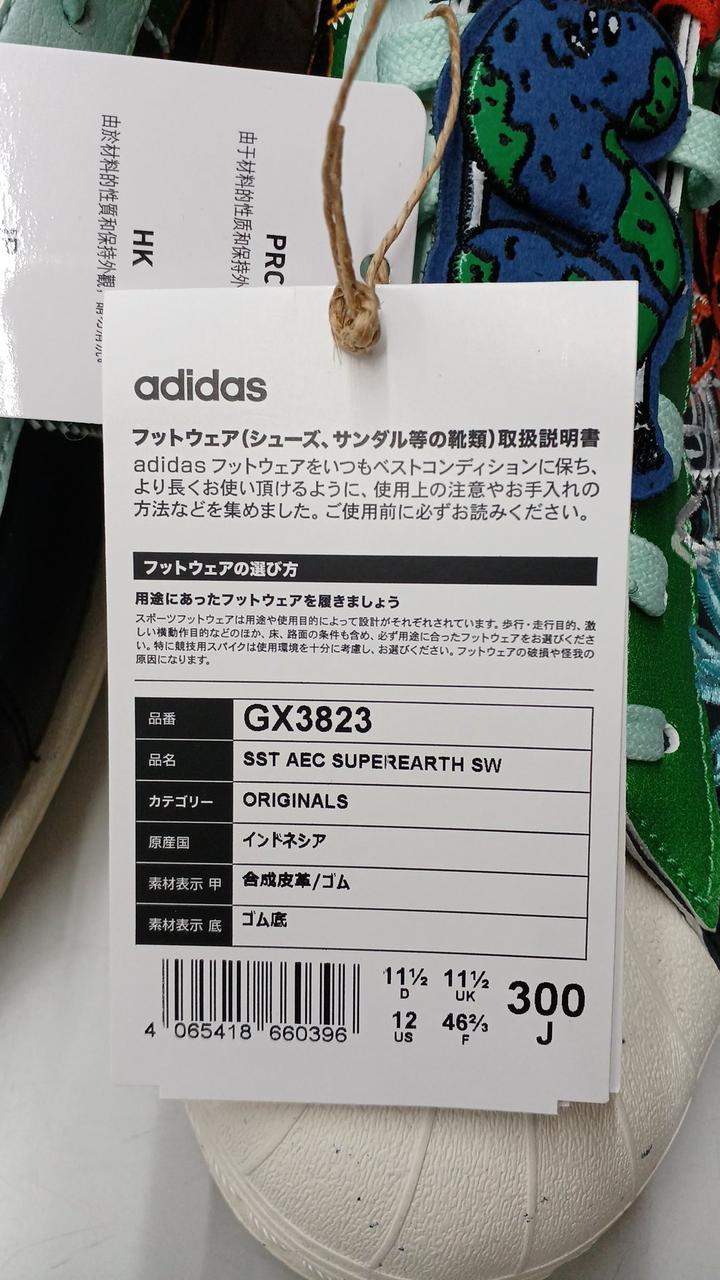 由於材料的性質和保持外觀，
HK
由于材料的性质和保持外
PRC
adidas
フットウェア(シューズ、サンダル等の靴類)取扱説明書
adidas フットウェアをいつもベストコンディションに保ち、
より長くお使い頂けるように、使用上の注意やお手入れの
方法などを集めました。ご使用前に必ずお読みください。
フットウェアの選び方
用途にあったフットウェアを履きましょう
スポーツフットウェアは用途や使用目的によって設計がそれぞれされています。歩行・走行目的、激
しい横動作目的などのほか、床、路面の条件も含め、必ず用途に合ったフットウェアをお選びくださ
い。特に競技用スパイクは使用環境を十分に考慮し、お選びください。フットウェアの破損や怪我の
原因になります。
品番 GX3823
品名 SST AEC SUPEREARTH SW
カテゴリー ORIGINALS
原産国 インドネシア
素材表示 甲 合成皮革/ゴム
素材表示 底 ゴム底
11½ D 11½ UK 300 J
12 US 46⅔ F
4 065418 660396